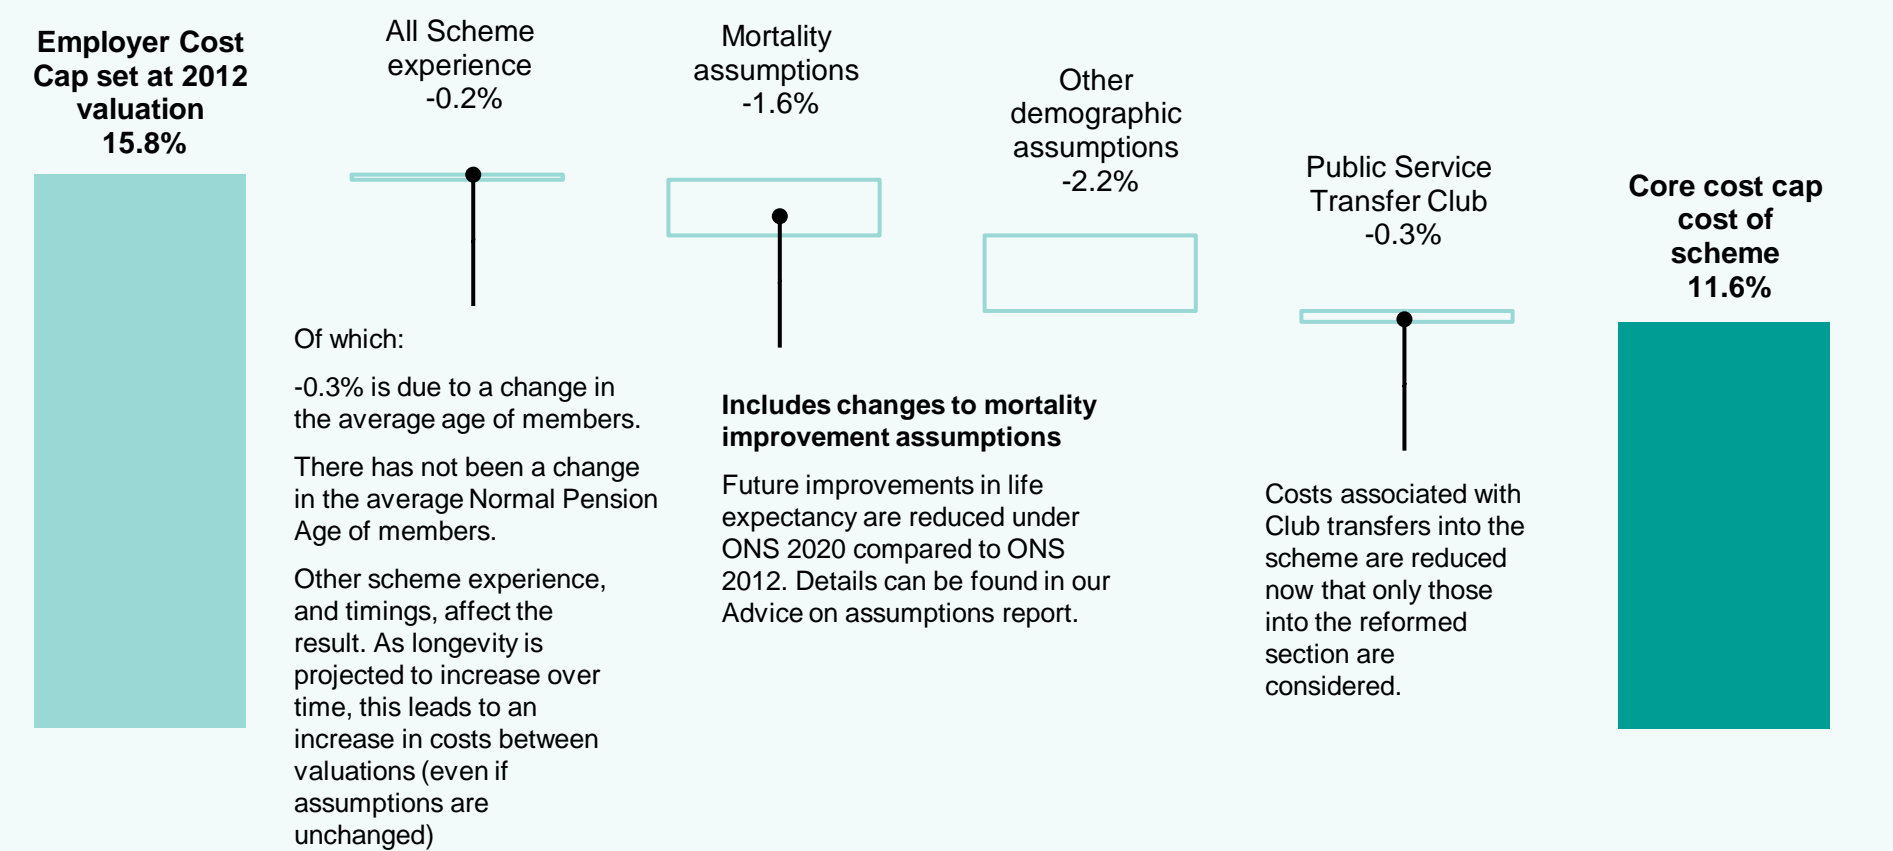 Employer Cost
Cap set at 2012
valuation
15.8%
All Scheme
experience
-0.2%
Mortality
assumptions
-1.6%
Other
demographic
assumptions
-2.2%
Public Service
Transfer Club
-0.3%
Core cost cap
cost of
scheme
11.6%
Of which:
-0.3% is due to a change in
the average age of members.
There has not been a change
in the average Normal Pension
Age of members.
Other scheme experience,
and timings, affect the
result. As longevity is
projected to increase over
time, this leads to an
increase in costs between
valuations (even if
assumptions are
unchanged)
Includes changes to mortality
improvement assumptions
Future improvements in life
expectancy are reduced under
ONS 2020 compared to ONS
2012. Details can be found in our
Advice on assumptions report.
Costs associated with
Club transfers into the
scheme are reduced
now that only those
into the reformed
section are
considered.